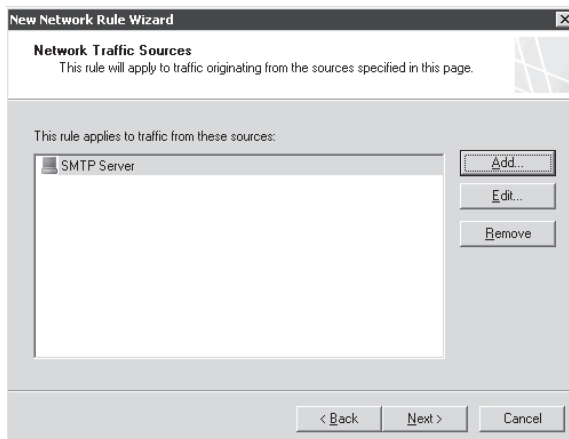 New Network Rule Wizard
Network Traffic Sources
This rule will apply to traffic originating from the sources specified in this page.
This rule applies to traffic from these sources:
SMTP Server
Add...
Edit...
Remove
< Back
Next >
Cancel